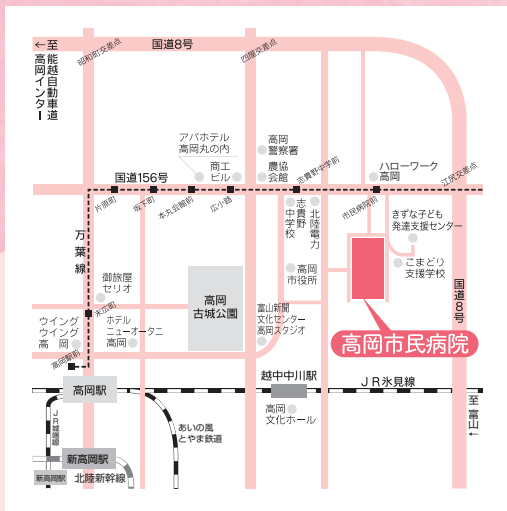 ←至
能越自動車道
高岡インター
昭和町交差点
国道8号
四屋交差点
アパホテル
高岡丸の内
商工
ビル
高岡
警察署
農協
会館
志貴野中学校前
ハローワーク
高岡
江尻交差点
国道156号
片原町
坂下町
本丸会館前
広小路
志貴野
中学校
北陸電力
市民病院前
きずな子ども
発達支援センター
こまどり
支援学校
万葉線
御旅屋
セリオ
末広町
高岡
古城公園
高岡
市役所
国道8号
ウイング
ウイング
高岡
ホテル
ニューオータニ
高岡
富山新聞
文化センター
高岡スタジオ
高岡市民病院
高岡駅前
高岡駅
越中中川駅
JR氷見線
至富山→
高岡
文化ホール
JR城端線
あいの風
とやま鉄道
新高岡駅
新高岡駅
北陸新幹線